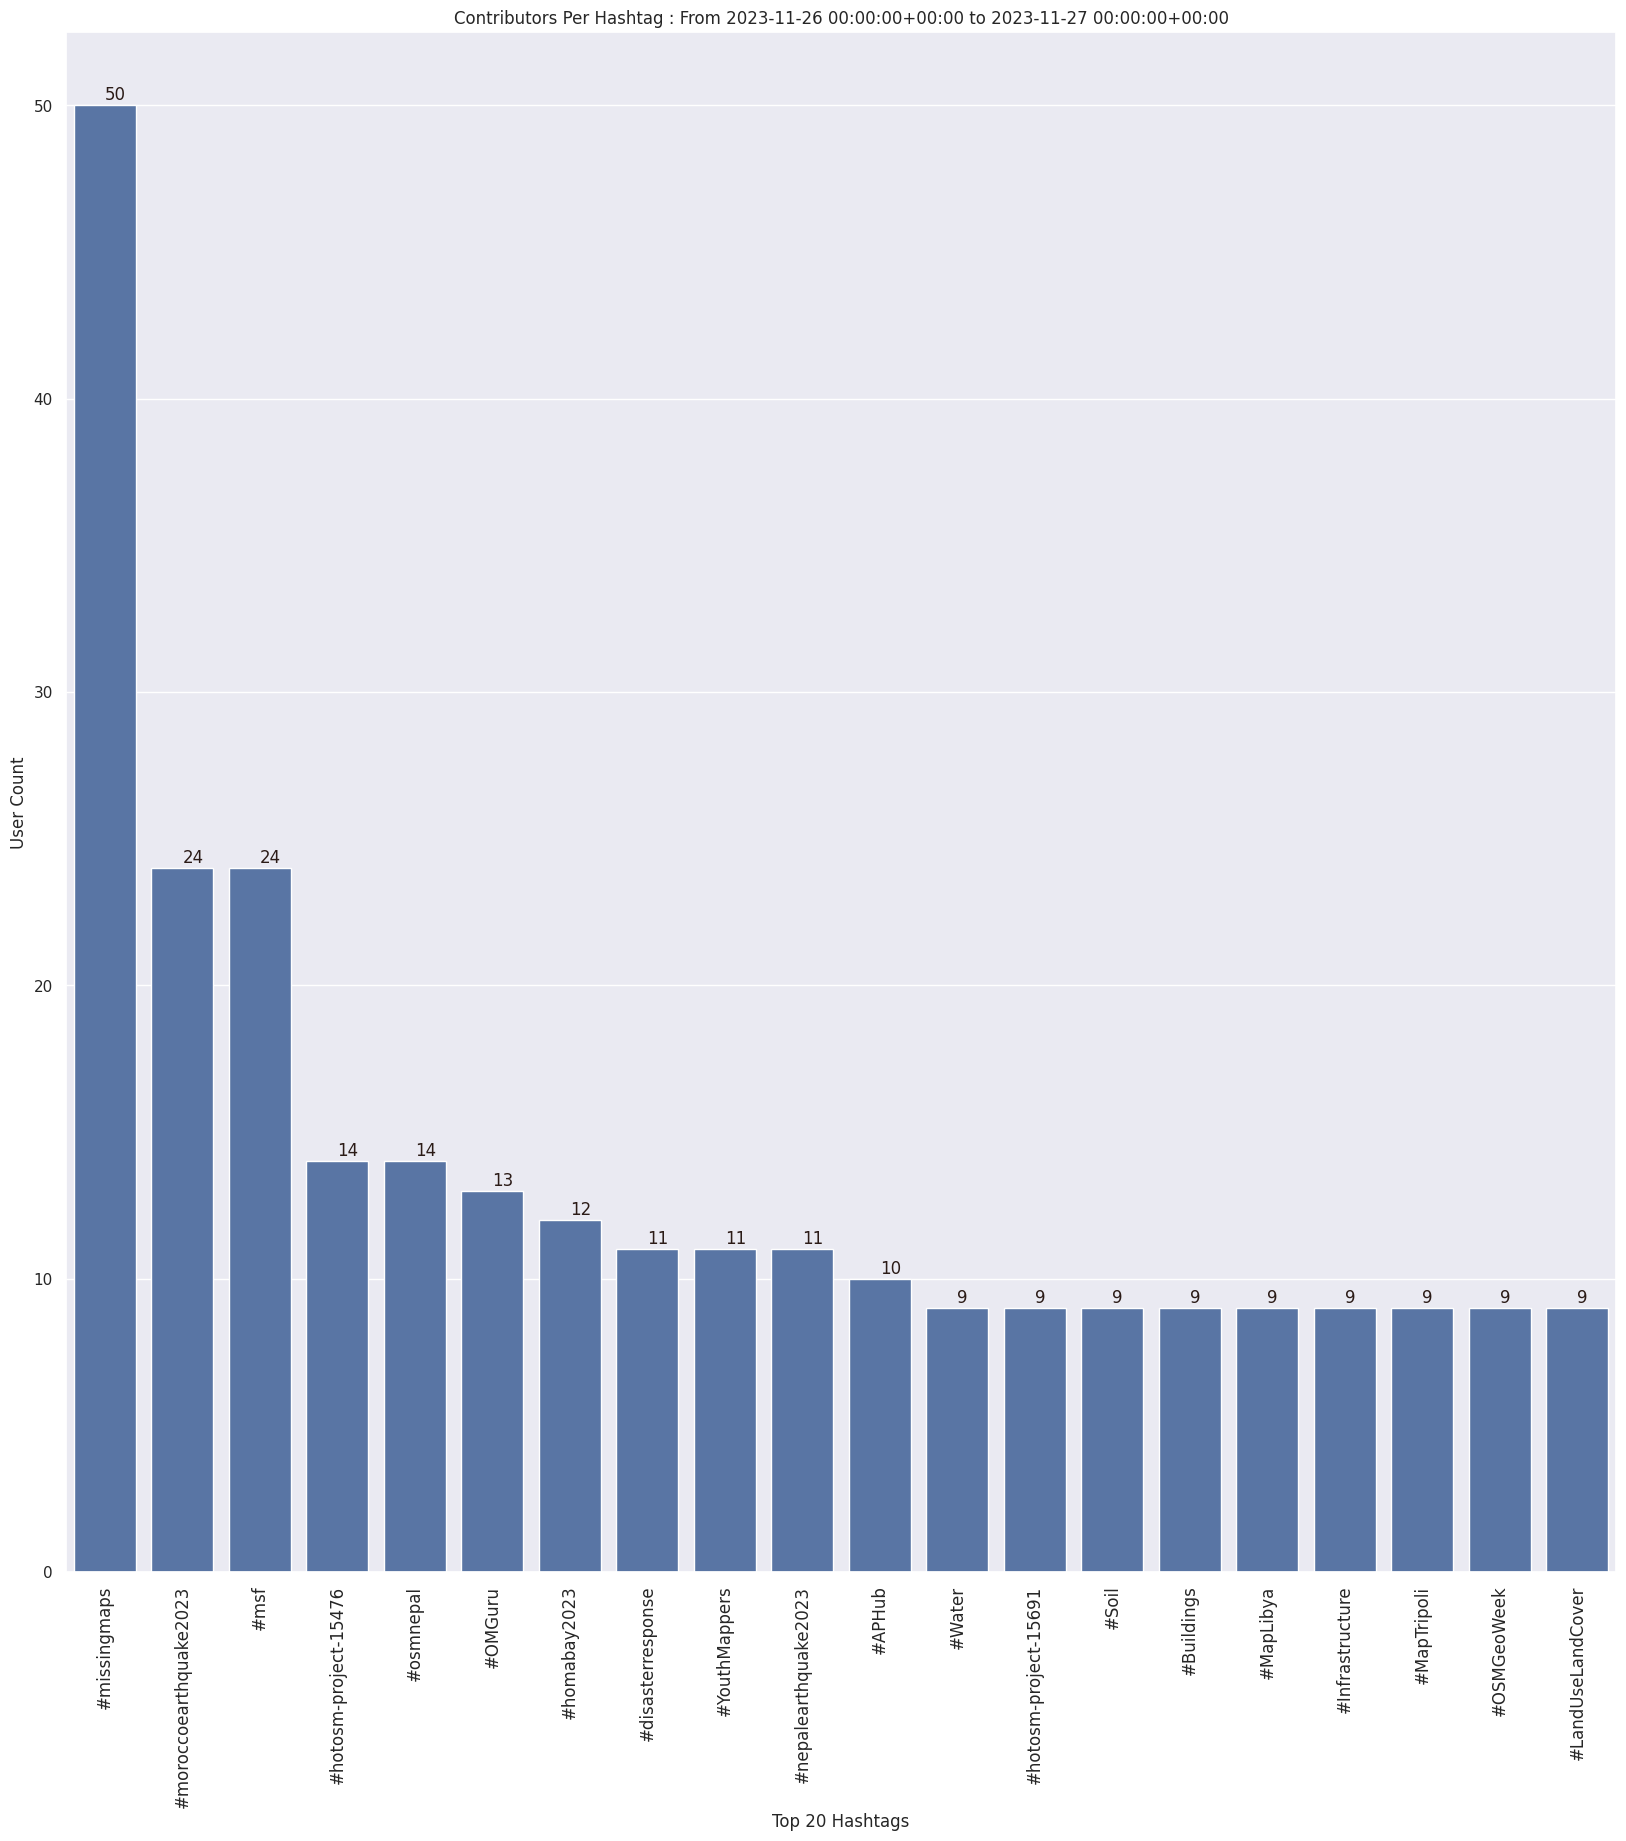 Contributors Per Hashtag : From 2023-11-26 00:00:00+00:00 to 2023-11-27 00:00:00+00:00
User Count
50
40
30
20
10
0
50
24
24
14
14
13
12
11
11
11
10
9
9
9
9
9
9
9
9
9
#missingmaps
#moroccoearthquake2023
#msf
#hotosm-project-15476
#osmnepal
#OMGuru
#homabay2023
#disasterresponse
#YouthMappers
#nepalearthquake2023
#APHub
#Water
#hotosm-project-15691
#Soil
#Buildings
#MapLibya
#Infrastructure
#MapTripoli
#OSMGeoWeek
#LandUseLandCover
Top 20 Hashtags